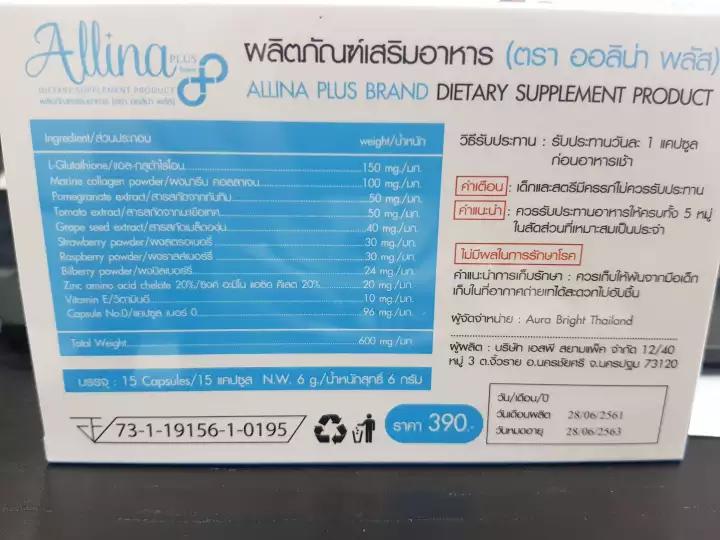 Allina PLUS
DIETARY SUPPLEMENT PRODUCT
ผลิตภัณฑ์เสริมอาหาร (ตรา ออลิน่า พลัส)
ผลิตภัณฑ์เสริมอาหาร (ตรา ออลิน่า พลัส)
ALLINA PLUS BRAND DIETARY SUPPLEMENT PRODUCT
Ingredient/ส่วนประกอบ weight/น้ำหนัก
L-Glutathione/แอล-กลูต้าไธโอน 150 mg./มก.
Marine collagen powder/ผงมารีน คอลลาเจน 100 mg./มก.
Pomegranate extract/สารสกัดจากทับทิม 50 mg./มก.
Tomato extract/สารสกัดจากมะเขือเทศ 50 mg./มก.
Grape seed extract/สารสกัดเมล็ดองุ่น 40 mg./มก.
Strawberry powder/ผงสตรอเบอร์รี่ 30 mg./มก.
Raspberry powder/ผงราสเบอร์รี่ 30 mg./มก.
Bilberry powder/ผงบิลเบอร์รี่ 24 mg./มก.
Zinc amino acid chelate 20%/ซิงค์ อะมิโน แอซิด คีเลต 20% 20 mg./มก.
Vitamin E/วิตามินอี 10 mg./มก.
Capsule No.0/แคปซูล เบอร์ 0 96 mg./มก.
Total Weight 600 mg./มก.
บรรจุ : 15 Capsules/15 แคปซูล N.W. 6 g./น้ำหนักสุทธิ 6 กรัม
วิธีรับประทาน : รับประทานวันละ 1 แคปซูล
ก่อนอาหารเช้า
คำเตือน : เด็กและสตรีมีครรภ์ไม่ควรรับประทาน
คำแนะนำ : ควรรับประทานอาหารให้ครบทั้ง 5 หมู่
ในสัดส่วนที่เหมาะสมเป็นประจำ
ไม่มีผลในการรักษาโรค
คำแนะนำการเก็บรักษา : ควรเก็บให้พ้นจากมือเด็ก
เก็บในที่อากาศถ่ายเทได้สะดวกไม่อับชื้น
ผู้จัดจำหน่าย : Aura Bright Thailand
ผู้ผลิต : บริษัท เอสพี สยามแพ็ค จำกัด 12/40
หมู่ 3 ต.งิ้วราย อ.นครชัยศรี จ.นครปฐม 73120
73-1-19156-1-0195
ราคา 390.-
วัน/เดือน/ปี
วันเดือนผลิต 28/06/2561
วันหมดอายุ 28/06/2563